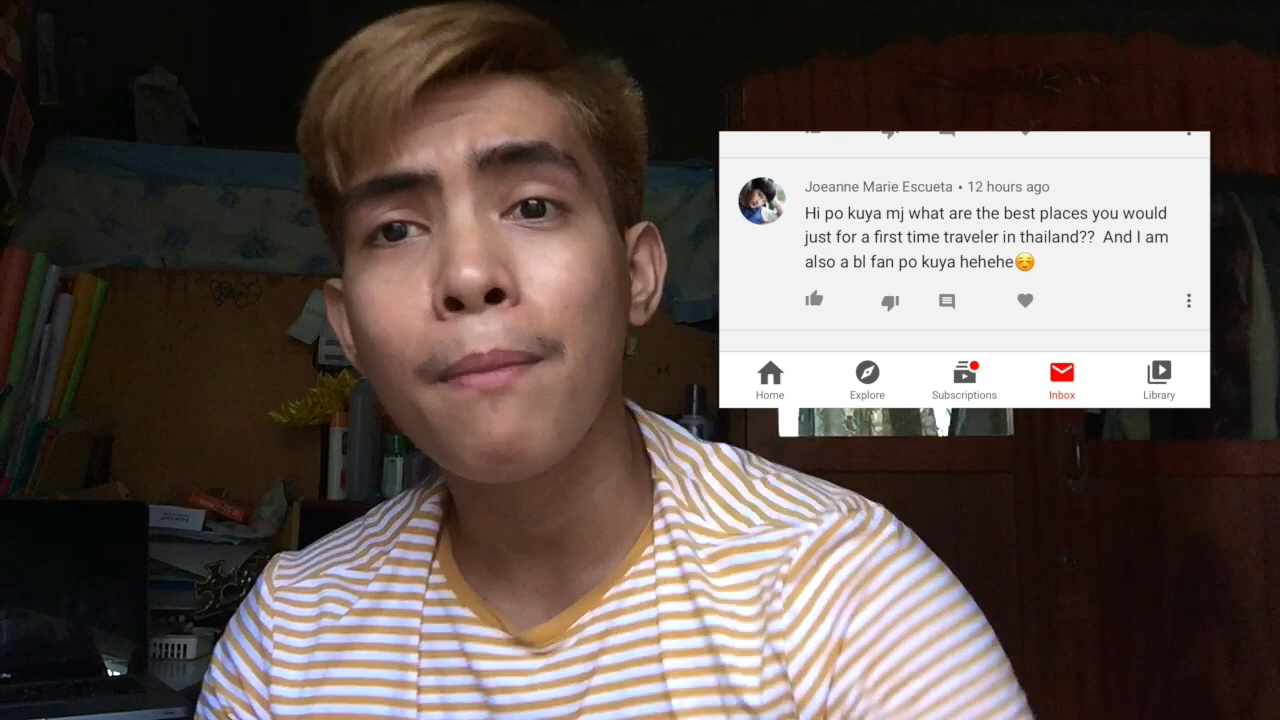 Joeanne Marie Escueta • 12 hours ago
Hi po kuya mj what are the best places you would
just for a first time traveler in thailand?? And I am
also a bl fan po kuya hehehe☺️
Home
Explore
Subscriptions
Inbox
Library